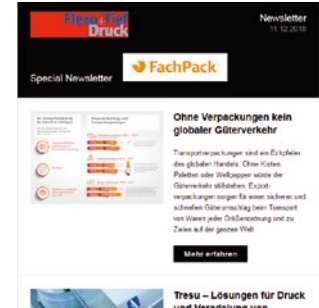 Flexo+Tief
Druck
Newsletter
11.12.2018
Special Newsletter
FachPack
Ohne Verpackungen kein
globaler Güterverkehr
Transportverpackungen sind ein Eckpfeiler
des globalen Handels. Ohne Kisten,
Paletten oder Wellpappen würde der
Güterverkehr stillstehen. Export-
verpackungen sorgen für einen sicheren und
schnellen Güterumschlag beim Transport
von Waren jeder Größenordnung und zu
Zielen auf der ganzen Welt.
Mehr erfahren
Tresu – Lösungen für Druck
und Veredelung von